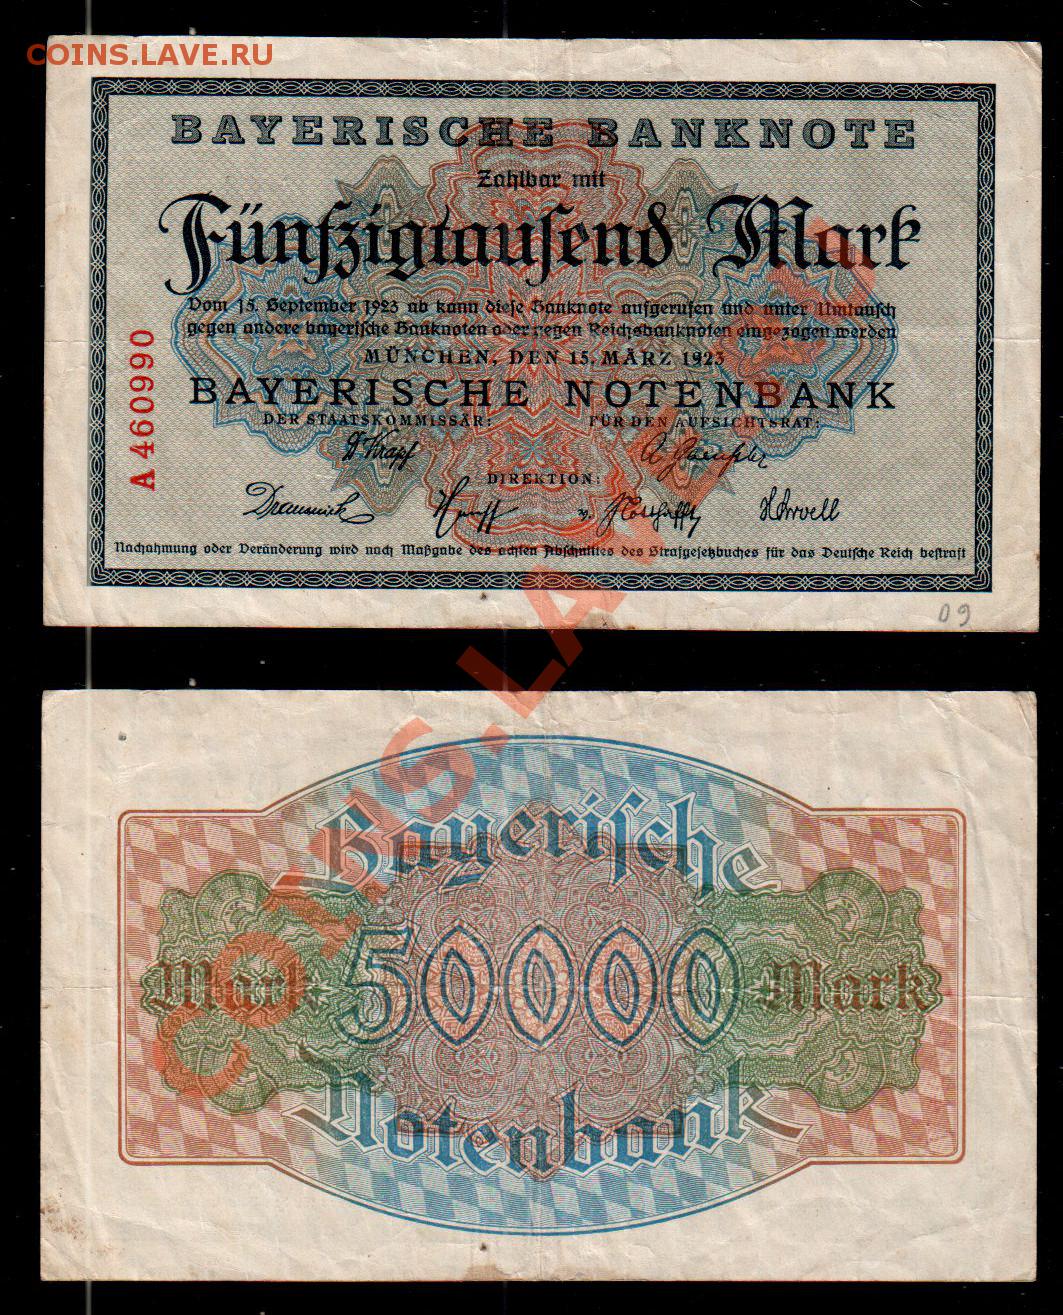 COINS.LAVE.RU
BAYERISCHE BANKNOTE
Zahlbar mit
Fünfzigtausend Mark
Vom 15. September 1923 ab kann diese Banknote aufgerufen und unter Umtausch
gegen andere bayerische Banknoten oder gegen Reichsbanknoten eingezogen werden
MÜNCHEN, DEN 15. MÄRZ 1923
BAYERISCHE NOTENBANK
DER STAATSKOMMISSÄR:
FÜR DEN AUFSICHTSRAT:
DIREKTION:
A 460990
Nachahmung oder Veränderung wird nach Maßgabe des achten Abschnittes des Strafgesetzbuches für das Deutsche Reich bestraft
09
COINS.LAVE.RU
Bayerische
Mark 50000 Mark
Notenbank